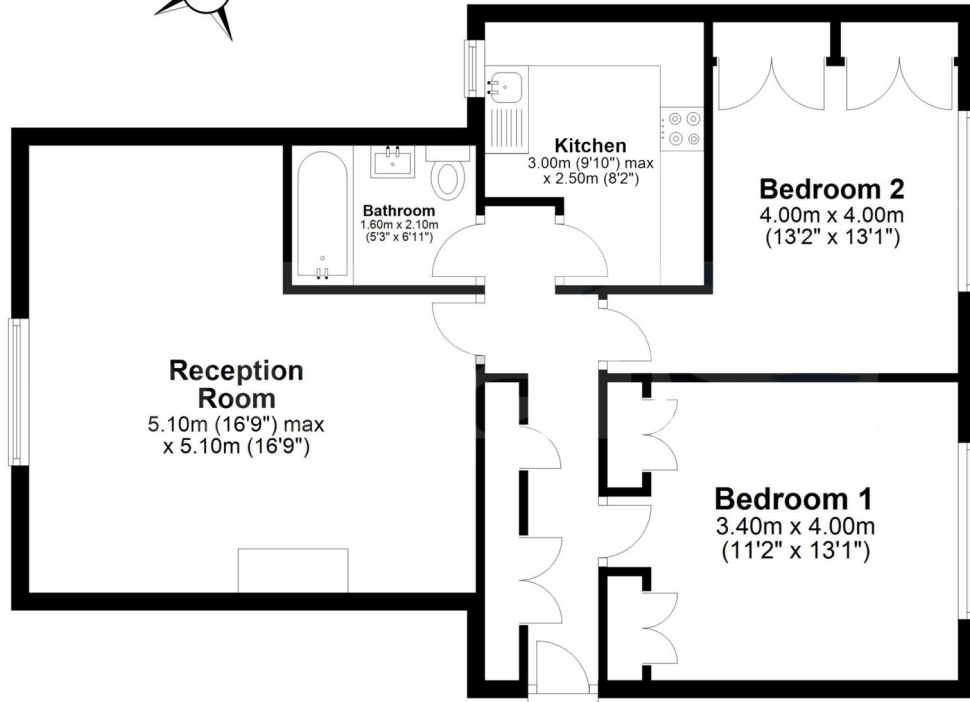 Kitchen
3.00m (9'10") max
x 2.50m (8'2")
Bedroom 2
4.00m x 4.00m
(13'2" x 13'1")
Bathroom
1.60m x 2.10m
(5'3" x 6'11")
Reception
Room
5.10m (16'9") max
x 5.10m (16'9")
Bedroom 1
3.40m x 4.00m
(11'2" x 13'1")